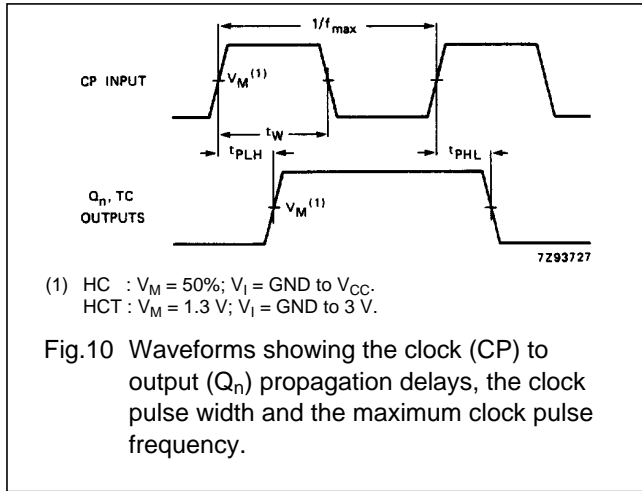 1/fmax
CP INPUT
VM(1)
tW
tPLH
tPHL
Qn, TC
OUTPUTS
VM(1)
7Z93727
(1) HC : VM = 50%; VI = GND to VCC.
HCT : VM = 1.3 V; VI = GND to 3 V.
Fig.10 Waveforms showing the clock (CP) to
output (Qn) propagation delays, the clock
pulse width and the maximum clock pulse
frequency.